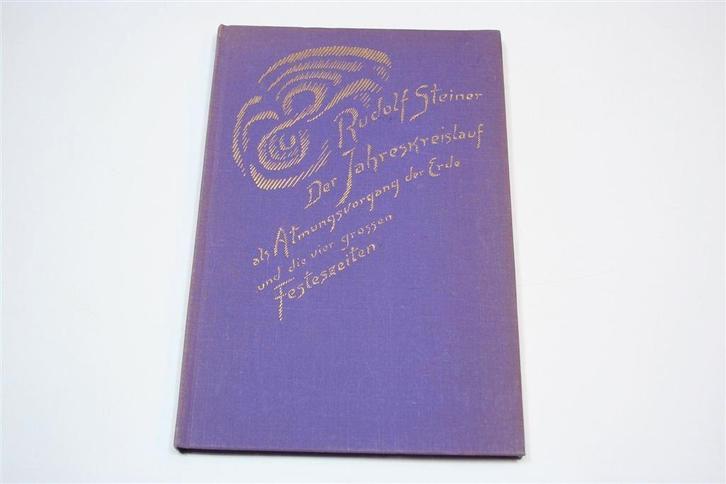 Rudolf Steiner
Der Jahreskreislauf
als Atmungsvorgang der Erde
und die vier grossen
Festeszeiten